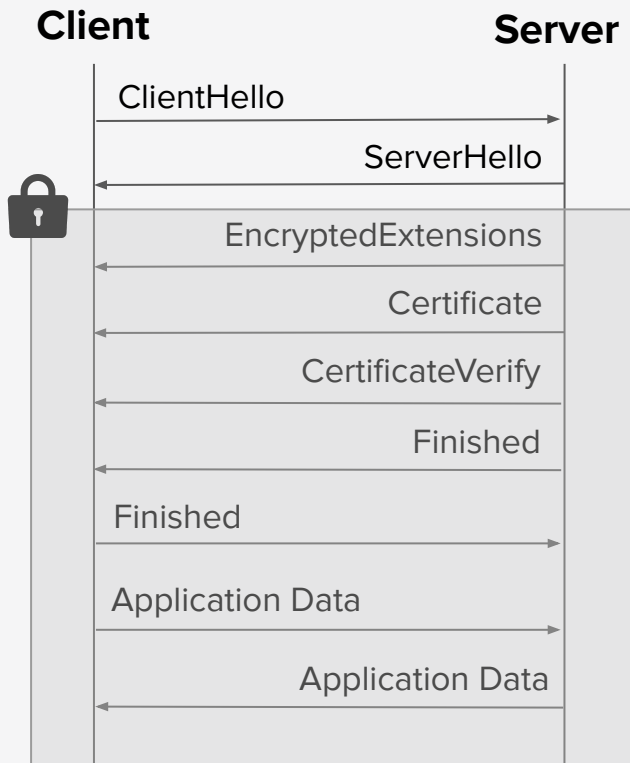 Client
Server
ClientHello
ServerHello
EncryptedExtensions
Certificate
CertificateVerify
Finished
Finished
Application Data
Application Data